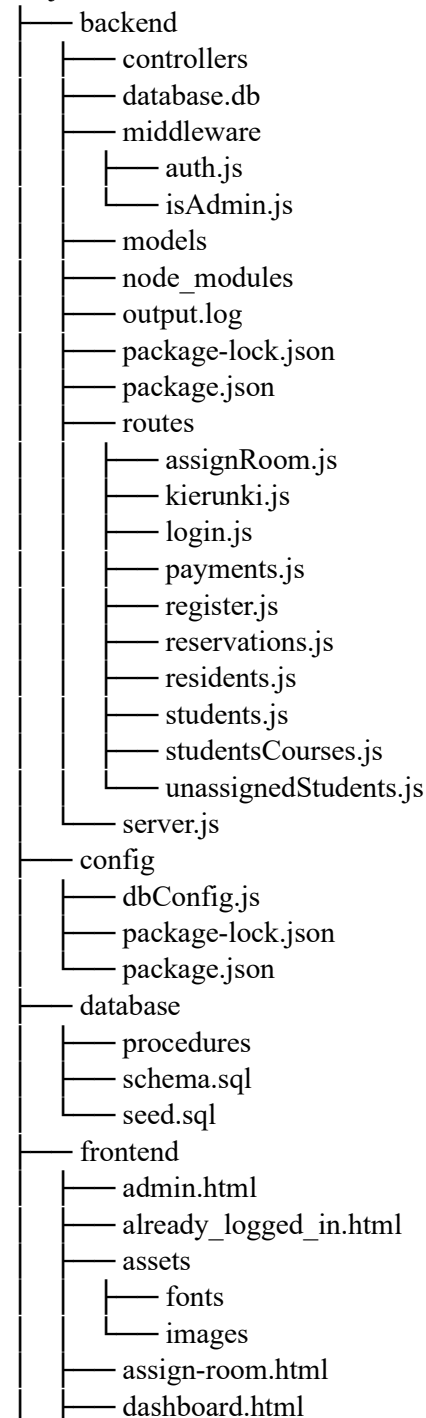 backend
controllers
database.db
middleware
auth.js
isAdmin.js
models
node_modules
output.log
package-lock.json
package.json
routes
assignRoom.js
kierunki.js
login.js
payments.js
register.js
reservations.js
residents.js
students.js
studentsCourses.js
unassignedStudents.js
server.js
config
dbConfig.js
package-lock.json
package.json
database
procedures
schema.sql
seed.sql
frontend
admin.html
already_logged_in.html
assets
fonts
images
assign-room.html
dashboard.html